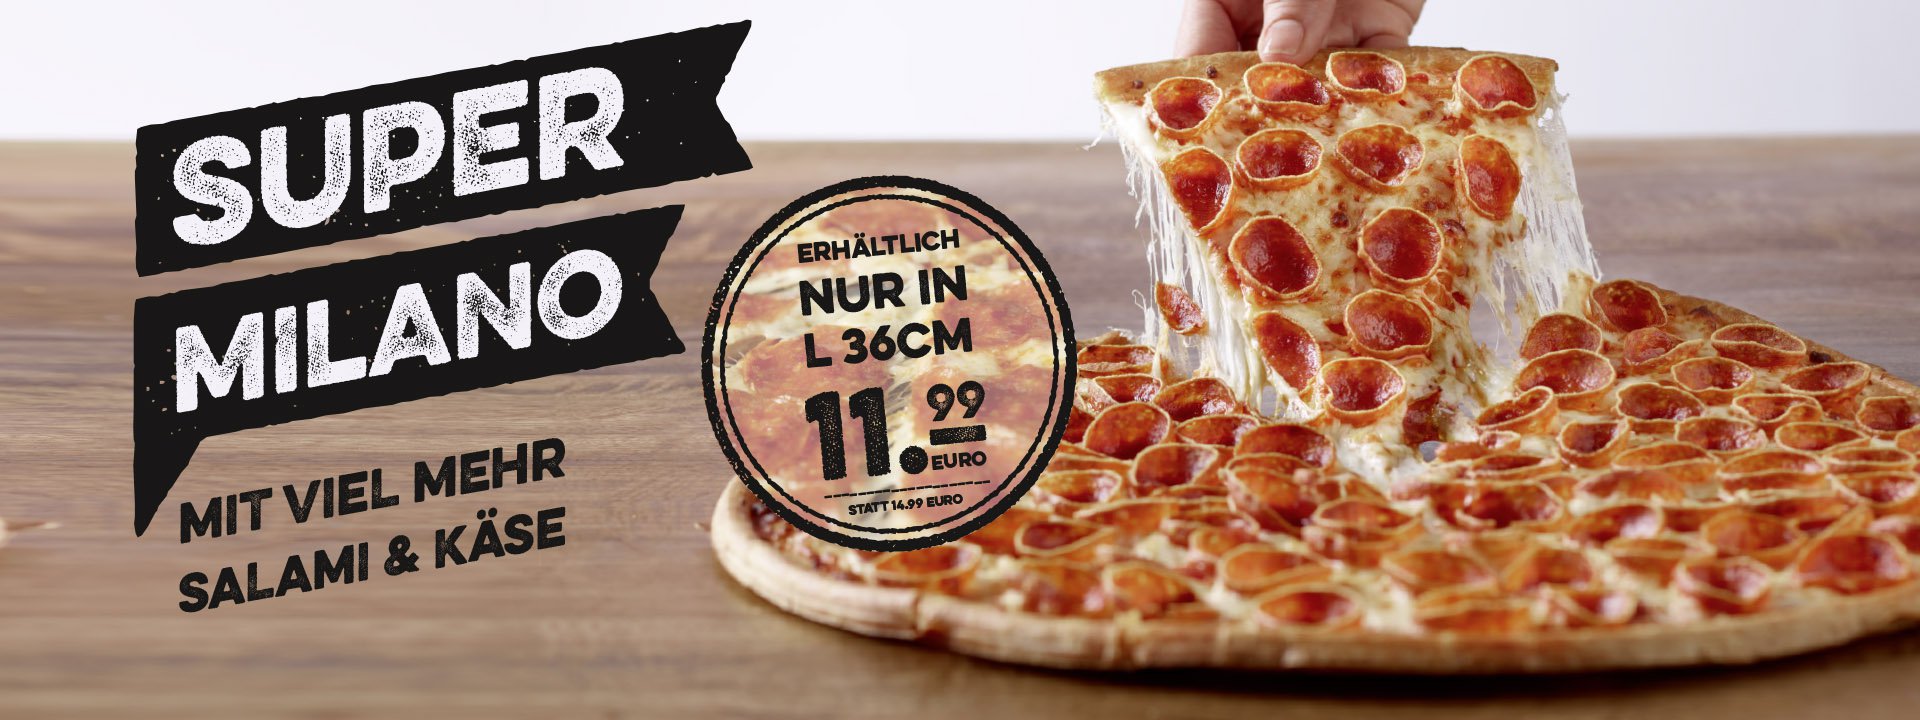 SUPER
MILANO
MIT VIEL MEHR
SALAMI & KÄSE
ERHÄLTLICH
NUR IN
L 36CM
11.99
EURO
STATT 14.99 EURO